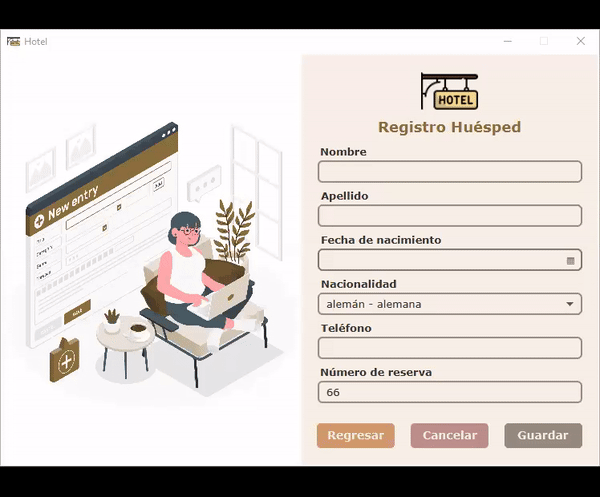 Hotel
HOTEL
Registro Huésped
Nombre
Apellido
Fecha de nacimiento
Nacionalidad
alemán - alemana
Teléfono
Número de reserva
66
Regresar
Cancelar
Guardar
New entry